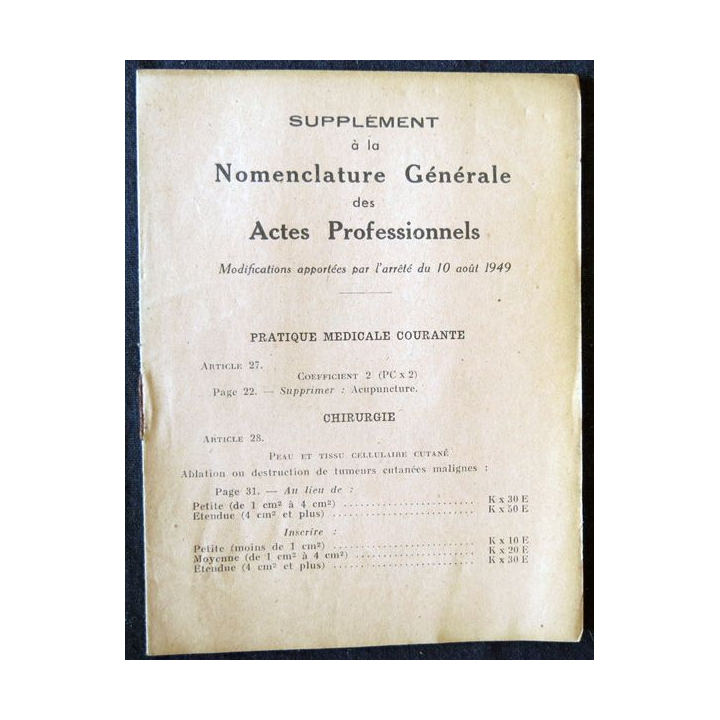 SUPPLÉMENT
à la
Nomenclature Générale
des
Actes Professionnels
Modifications apportées par l'arrêté du 10 août 1949
PRATIQUE MEDICALE COURANTE
ARTICLE 27.
COEFFICIENT 2 (PC x 2)
Page 22. — Supprimer : Acupuncture.
CHIRURGIE
ARTICLE 28.
PEAU ET TISSU CELLULAIRE CUTANÉ
Ablation ou destruction de tumeurs cutanées malignes :
Page 31. — Au lieu de :
Petite (de 1 cm² à 4 cm²) ........................ K x 30 E
Etendue (4 cm² et plus) ........................ K x 50 E
Inscrire :
Petite (moins de 1 cm²) ........................ K x 10 E
Moyenne (de 1 cm² à 4 cm²) ........................ K x 20 E
Etendue (4 cm² et plus) ........................ K x 30 E